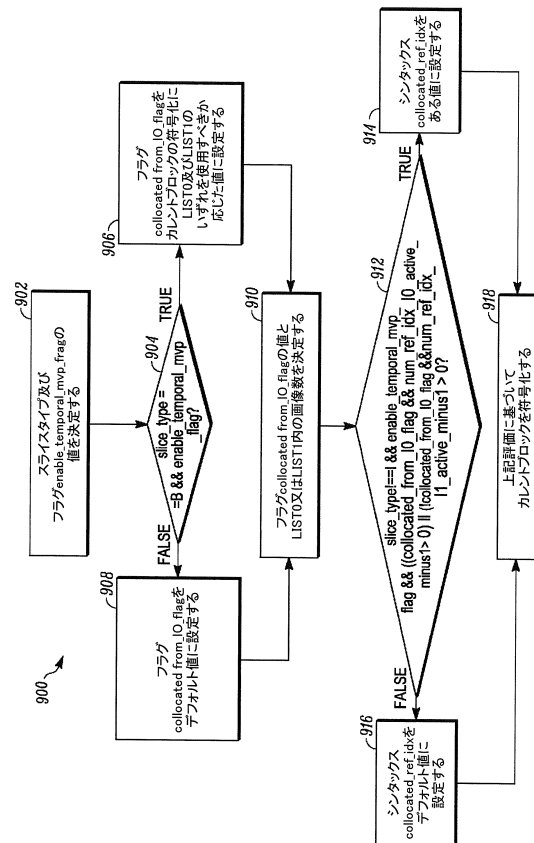 900
902
スライスタイプ及び
フラグenable_temporal_mvp_fragの
値を決定する
904
slice_type =
=B && enable_temporal_mvp
_flag?
TRUE
FALSE
906
フラグ
collocated from_IO_flagを
カレントブロックの符号化に
LIST0及びLIST1の
いずれを使用すべきか
応じた値に設定する
908
フラグ
collocated from_IO_flagを
デフォルト値に設定する
910
フラグcollocated from_IO_flagの値と
LIST0又はLIST1内の画像数を決定する
912
slice_type!==I && enable_temporal_mvp_
flag && ((collocated_from_IO_flag && num_ref_idx_I0_active_
minus1> 0) || (!collocated_from_IO_flag &&num_ref_idx_
I1_active_minus1 > 0?
TRUE
FALSE
914
シンタックス
collocated_ref_idxを
ある値に設定する
916
シンタックス
collocated_ref_idxを
デフォルト値に
設定する
918
上記評価に基づいて
カレントブロックを符号化する